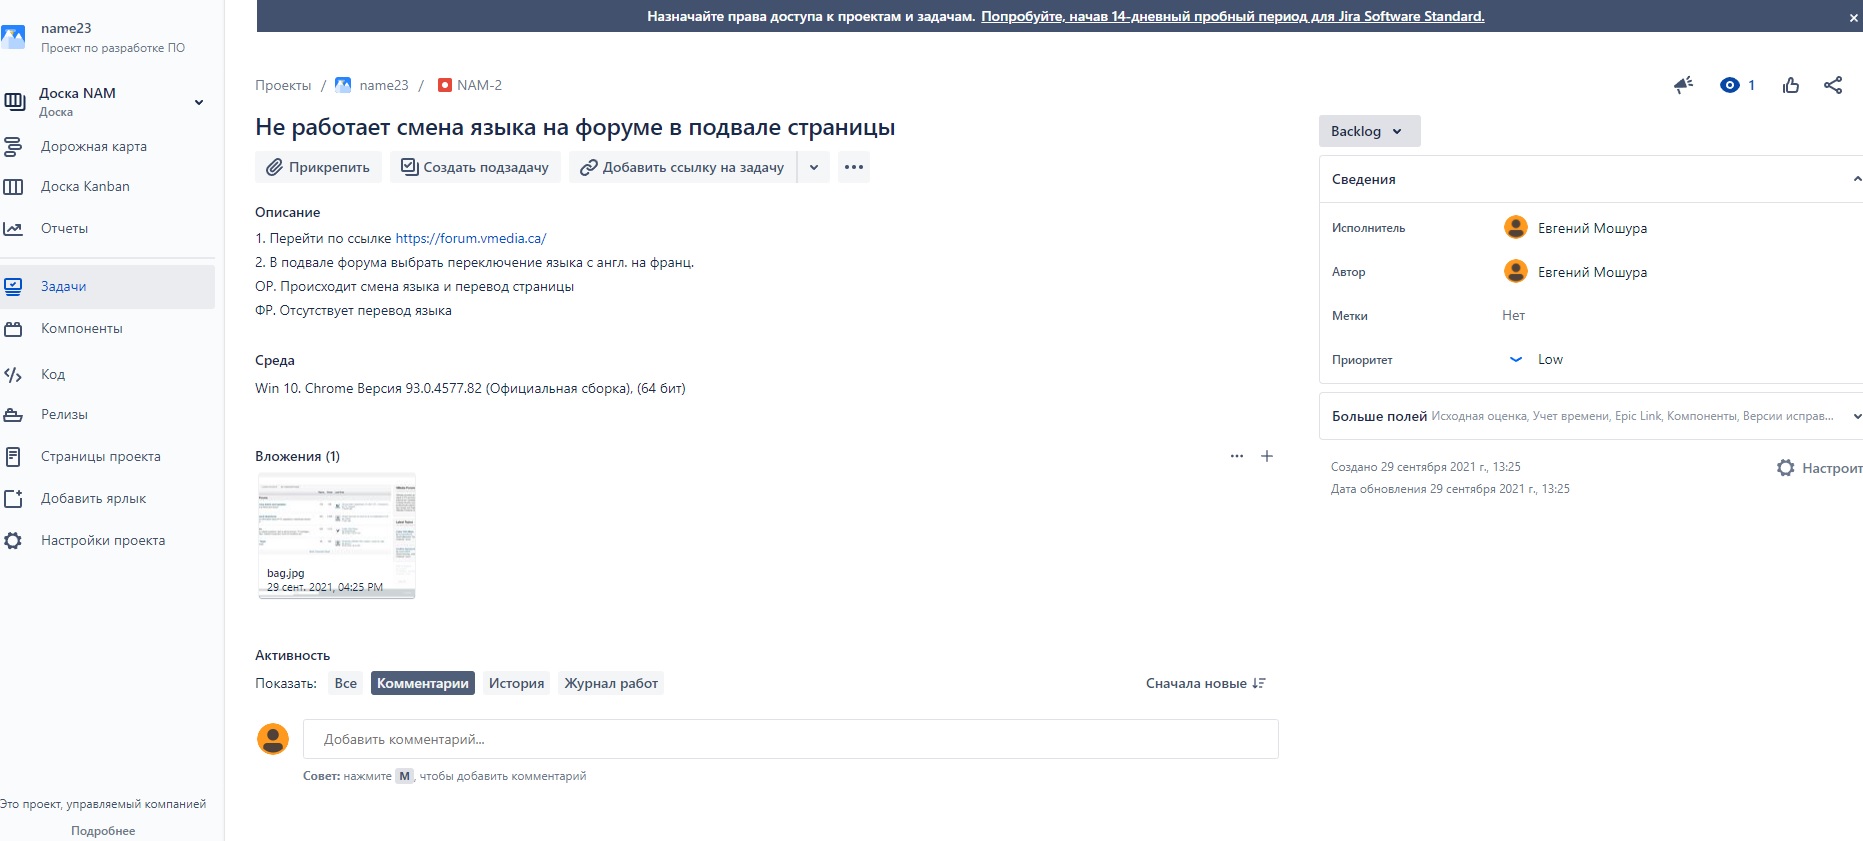 name23
Проект по разработке ПО
Доска NAM
Доска
Дорожная карта
Доска Kanban
Отчеты
Задачи
Компоненты
Код
Релизы
Страницы проекта
Добавить ярлык
Настройки проекта
Это проект, управляемый компанией
Подробнее
Назначайте права доступа к проектам и задачам. Попробуйте, начав 14-дневный пробный период для Jira Software Standard.
Проекты / name23 / NAM-2
1
Не работает смена языка на форуме в подвале страницы
Прикрепить Создать подзадачу Добавить ссылку на задачу
Описание
1. Перейти по ссылке https://forum.vmedia.ca/
2. В подвале форума выбрать переключение языка с англ. на франц.
ОР. Происходит смена языка и перевод страницы
ФР. Отсутствует перевод языка
Среда
Win 10. Chrome Версия 93.0.4577.82 (Официальная сборка), (64 бит)
Вложения (1)
bag.jpg
29 сент. 2021, 04:25 PM
Активность
Показать: Все Комментарии История Журнал работ Сначала новые
Добавить комментарий...
Совет: нажмите M, чтобы добавить комментарий
Backlog
Сведения
Исполнитель Евгений Мошура
Автор Евгений Мошура
Метки Нет
Приоритет Low
Больше полей Исходная оценка, Учет времени, Epic Link, Компоненты, Версии исправ...
Создано 29 сентября 2021 г., 13:25
Настроит
Дата обновления 29 сентября 2021 г., 13:25